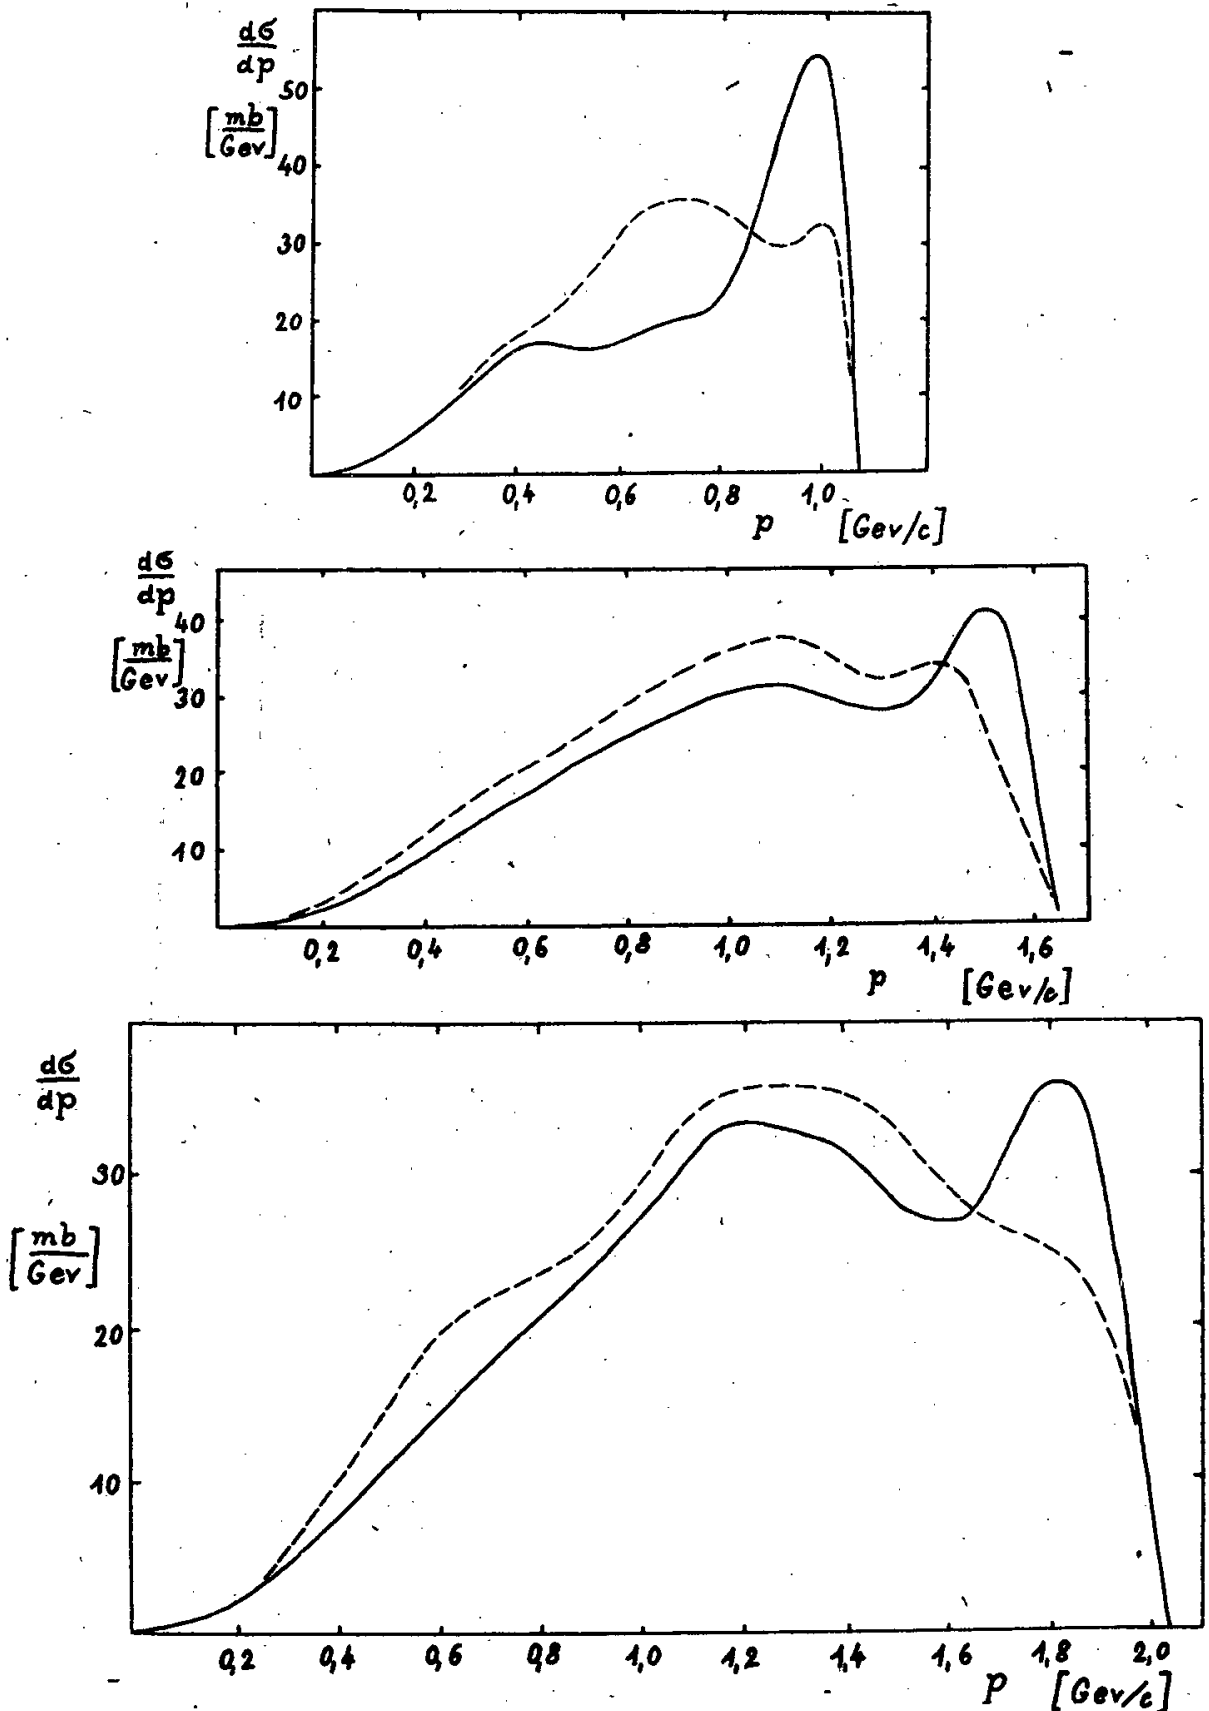 dσ
dp
[mb
Gev]
50
40
30
20
10
0,2 0,4 0,6 0,8 1,0
p [Gev/c]
dσ
dp
[mb
Gev]
40
30
20
10
0,2 0,4 0,6 0,8 1,0 1,2 1,4 1,6
p [Gev/c]
dσ
dp
[mb
Gev]
30
20
10
0,2 0,4 0,6 0,8 1,0 1,2 1,4 1,6 1,8 2,0
p [Gev/c]